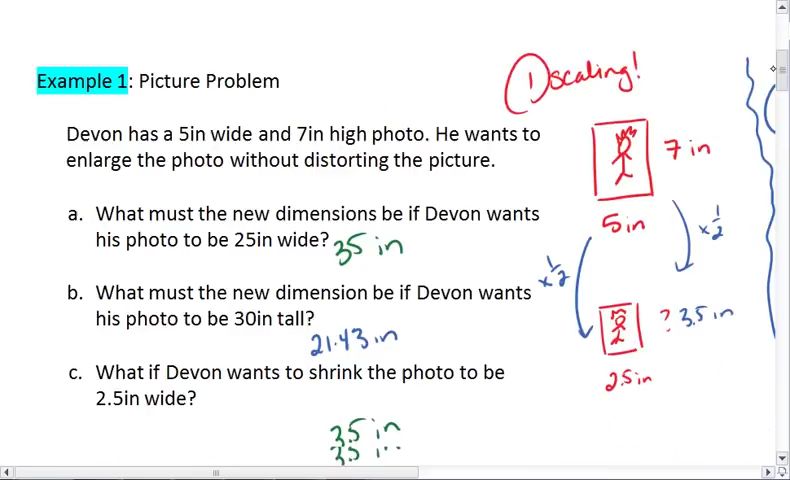 Example 1: Picture Problem
① scaling!
Devon has a 5in wide and 7in high photo. He wants to
enlarge the photo without distorting the picture.
7 in
5in
a. What must the new dimensions be if Devon wants
his photo to be 25in wide? 35 in
x 1/2
x 1/2
b. What must the new dimension be if Devon wants
his photo to be 30in tall?
21.43 in
? 3.5 in
2.5in
c. What if Devon wants to shrink the photo to be
2.5in wide?
3.5 in
3.5 in